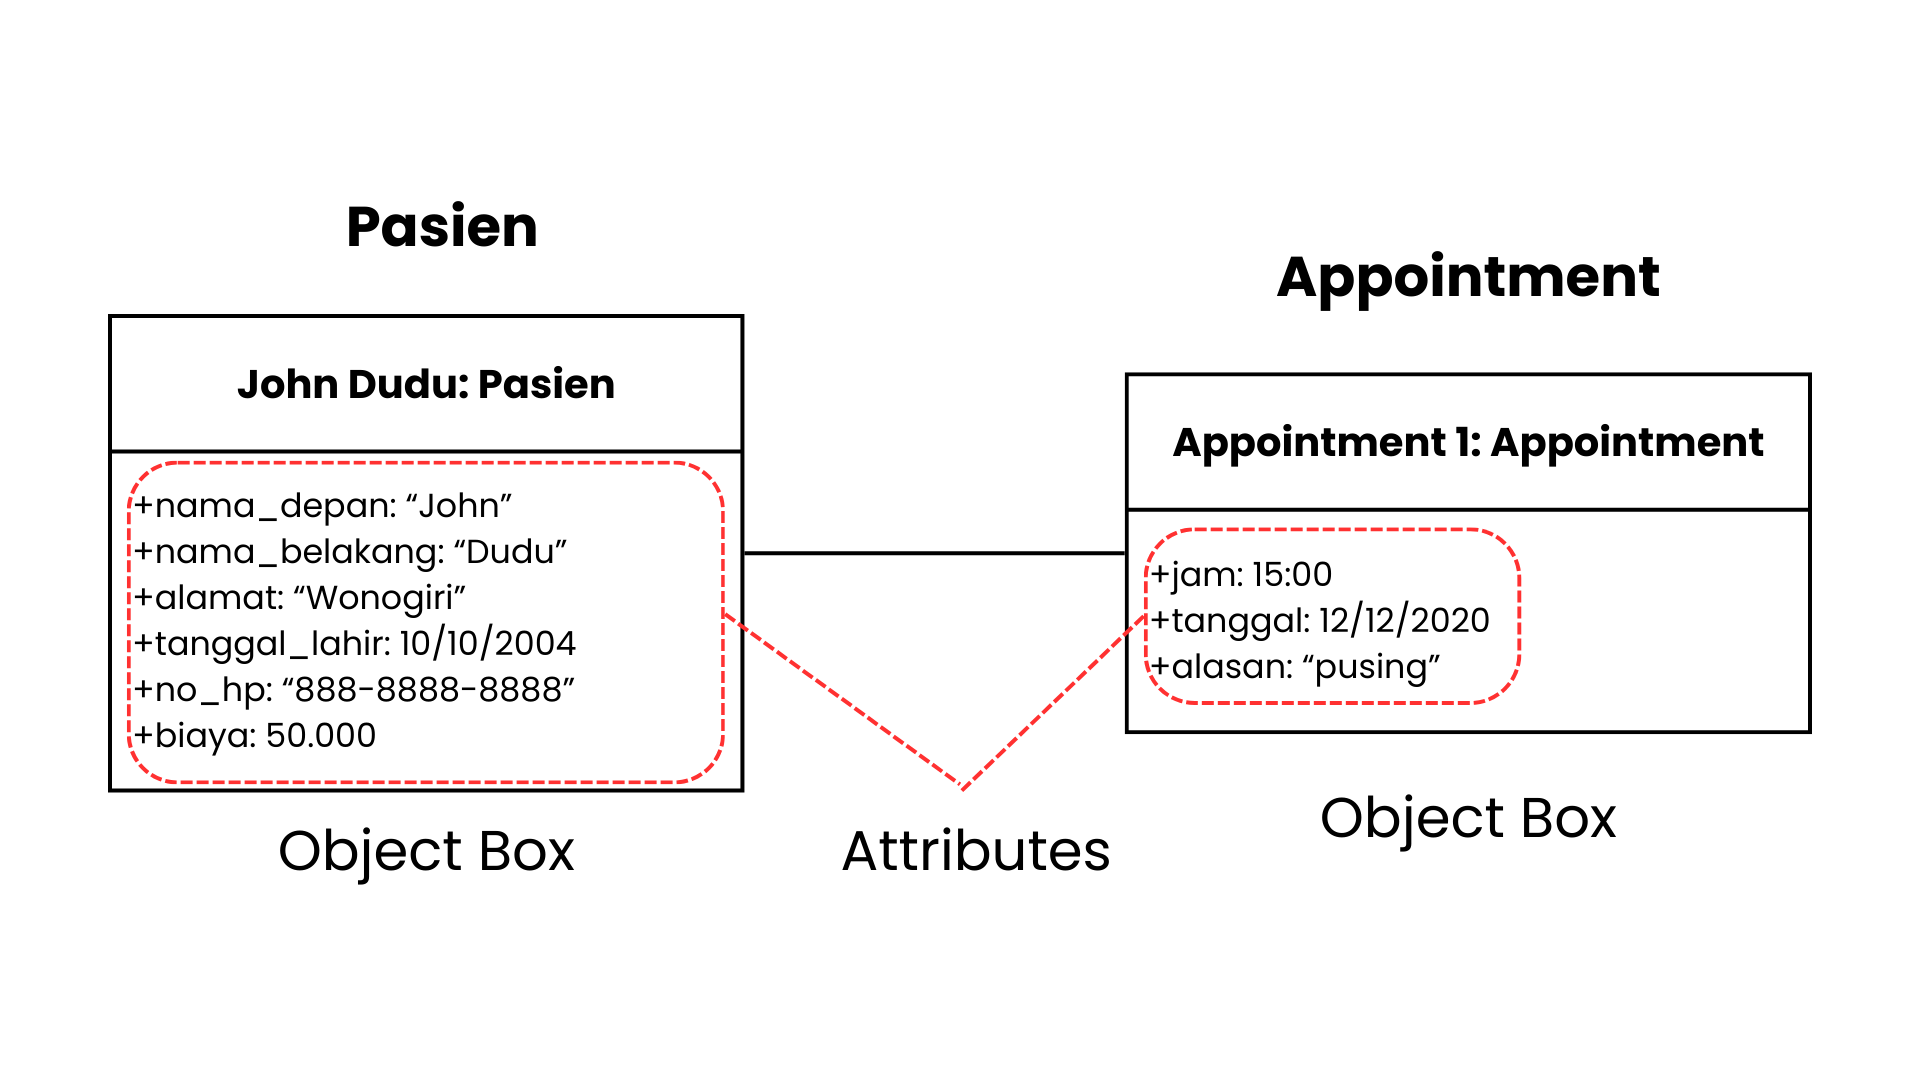 Pasien
John Dudu: Pasien
+nama_depan: “John”
+nama_belakang: “Dudu”
+alamat: “Wonogiri”
+tanggal_lahir: 10/10/2004
+no_hp: “888-8888-8888”
+biaya: 50.000
Object Box
Attributes
Appointment
Appointment 1: Appointment
+jam: 15:00
+tanggal: 12/12/2020
+alasan: “pusing”
Object Box